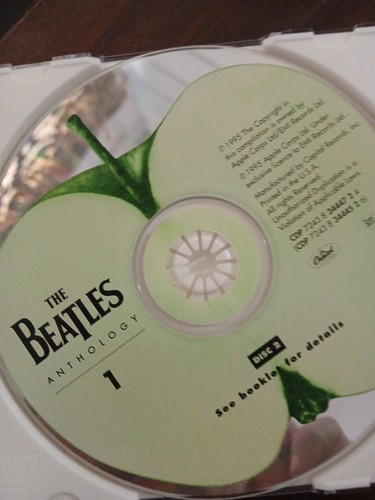 © 1995 The Copyright in
this compilation is owned by
Apple Corps Ltd/EMI Records Ltd.
℗ 1995 Apple Corps Ltd. Under
exclusive licence to EMI Records Ltd.
Manufactured by Capitol Records, Inc.
Printed in the U.S.A.
All rights Reserved.
Unauthorized Duplication is a
Violation of Applicable Laws.
CDP 7243 8 34447 2 4
(CDP 7243 8 34445 2 6)
Capitol
THE
BEATLES
ANTHOLOGY
1
DISC 2
See booklet for details